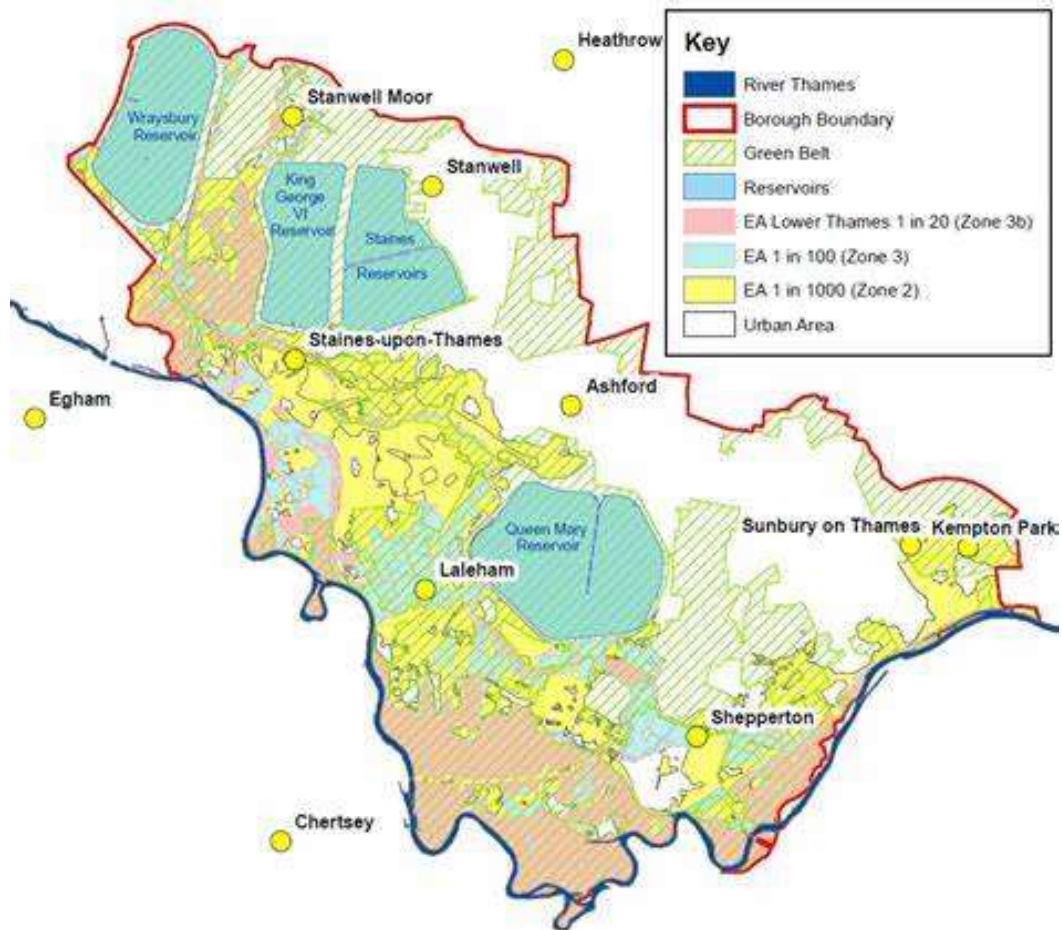 Heathrow
Key
River Thames
Borough Boundary
Green Belt
Reservoirs
EA Lower Thames 1 in 20 (Zone 3b)
EA 1 in 100 (Zone 3)
EA 1 in 1000 (Zone 2)
Urban Area
Wraysbury
Reservoir
Stanwell Moor
Stanwell
King
George
VI
Reservoir
Staines
Reservoirs
Staines-upon-Thames
Ashford
Egham
Queen Mary
Reservoir
Sunbury on Thames
Kempton Park
Laleham
Shepperton
Chertsey